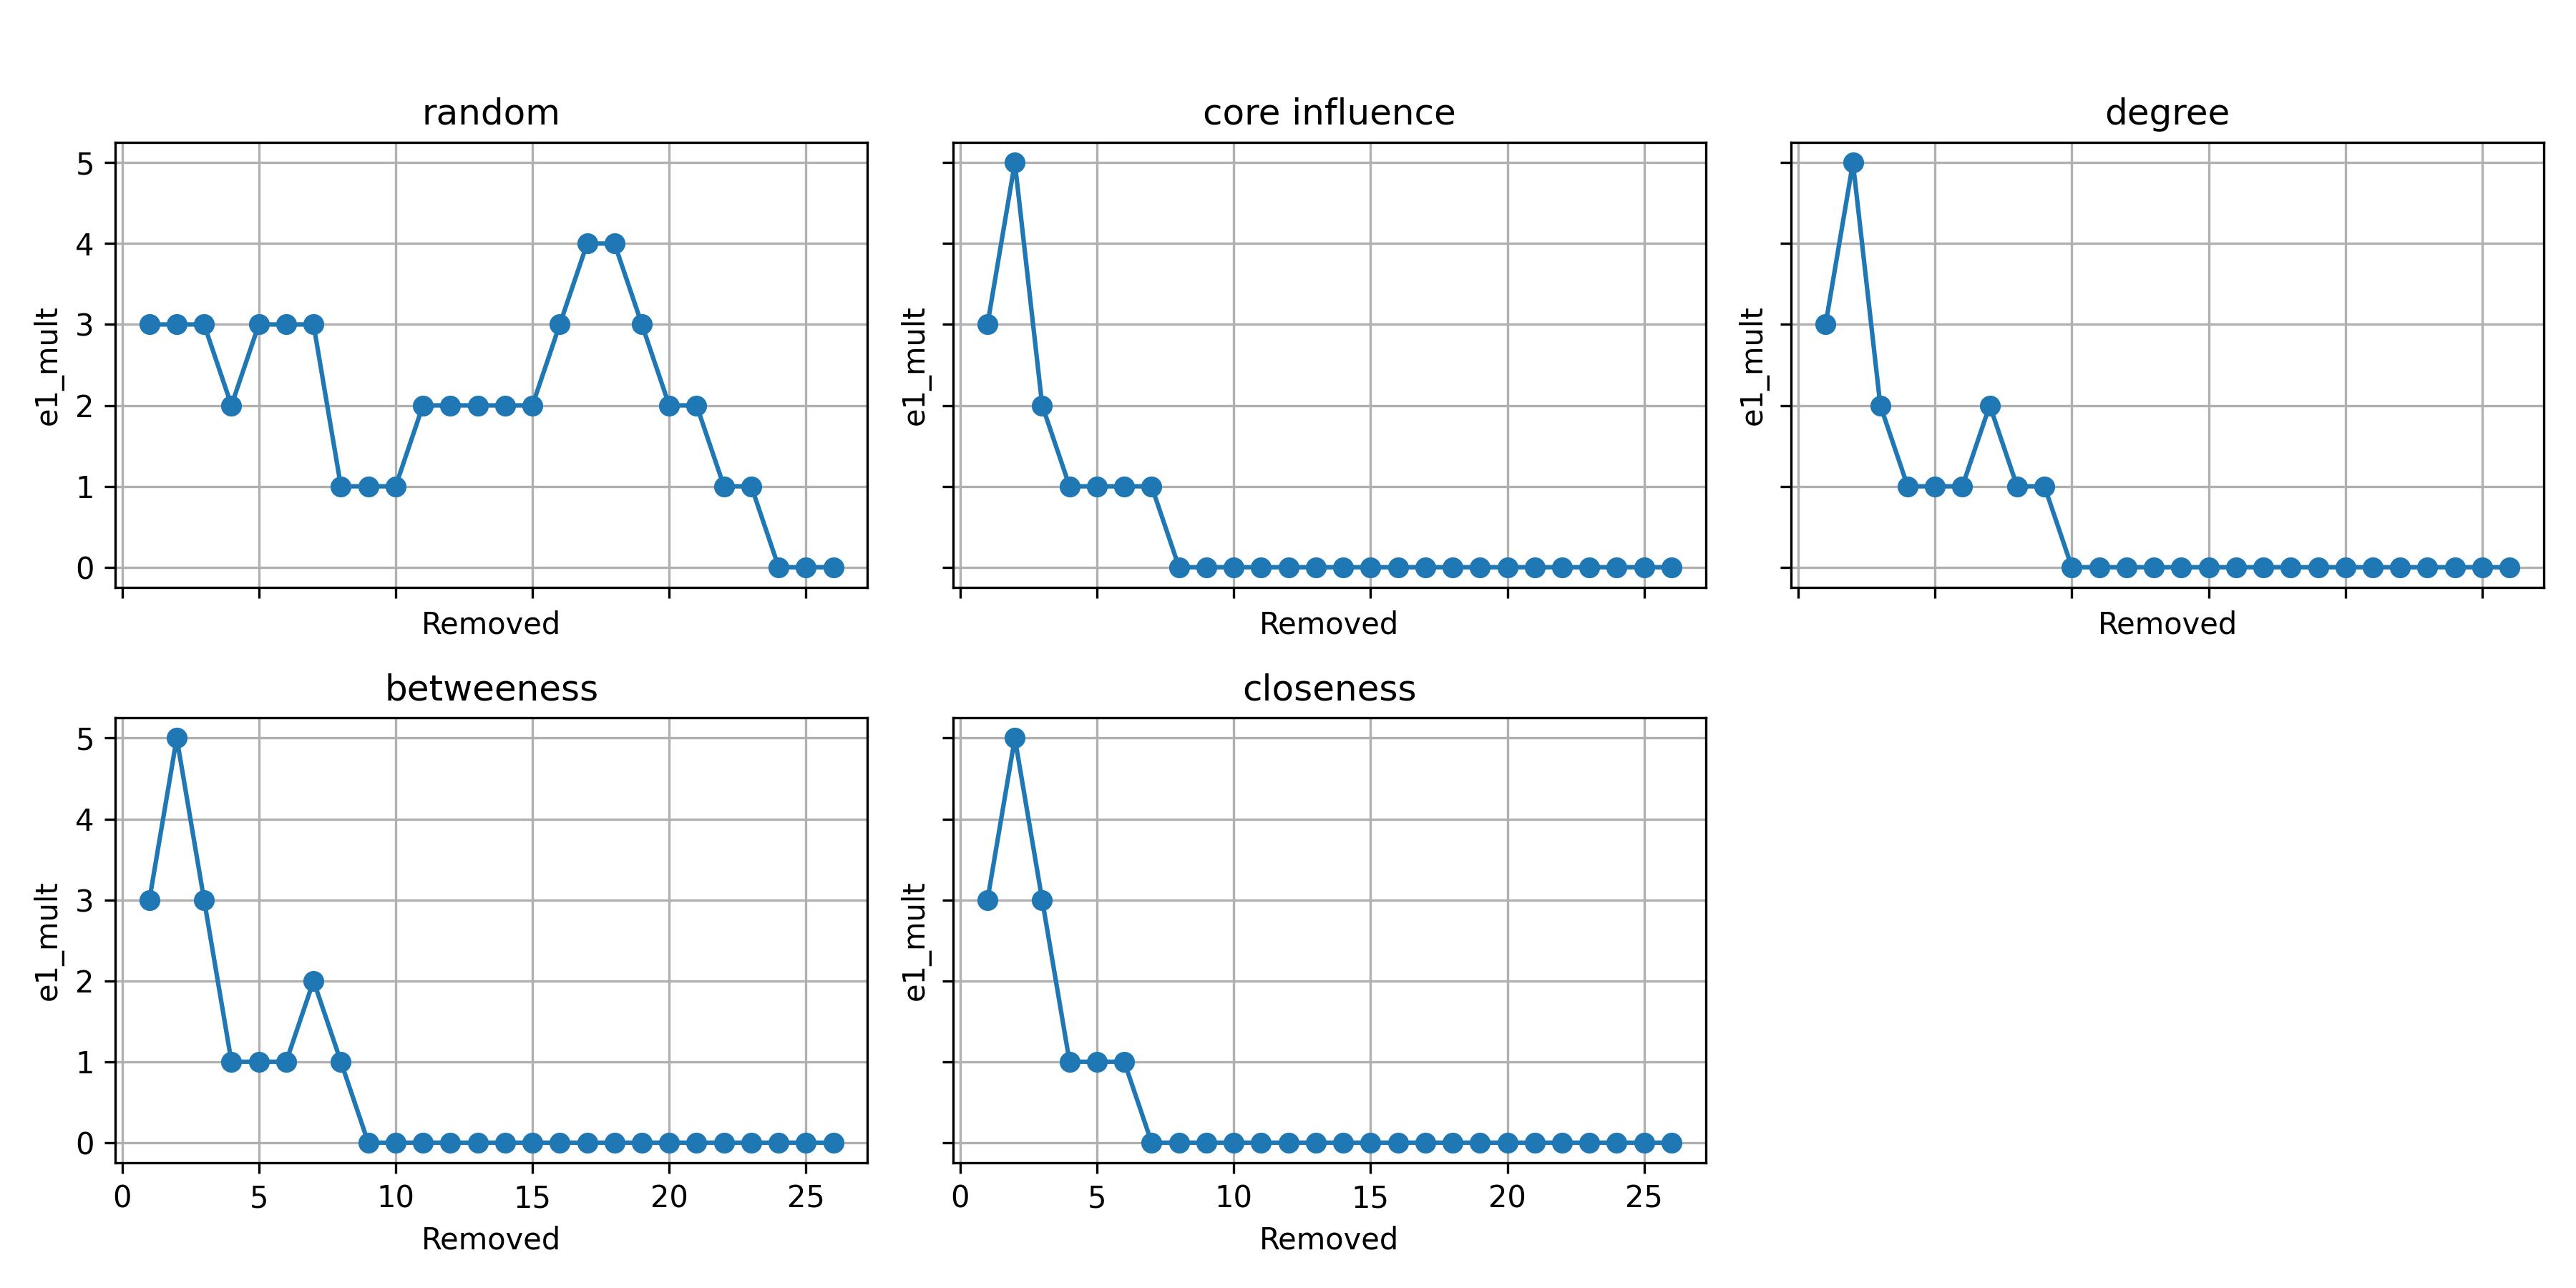 random
core influence
degree
5
4
3
2
1
0
e1_mult
e1_mult
e1_mult
Removed
Removed
Removed
betweeness
closeness
5
4
3
2
1
0
e1_mult
e1_mult
0 5 10 15 20 25
0 5 10 15 20 25
Removed
Removed